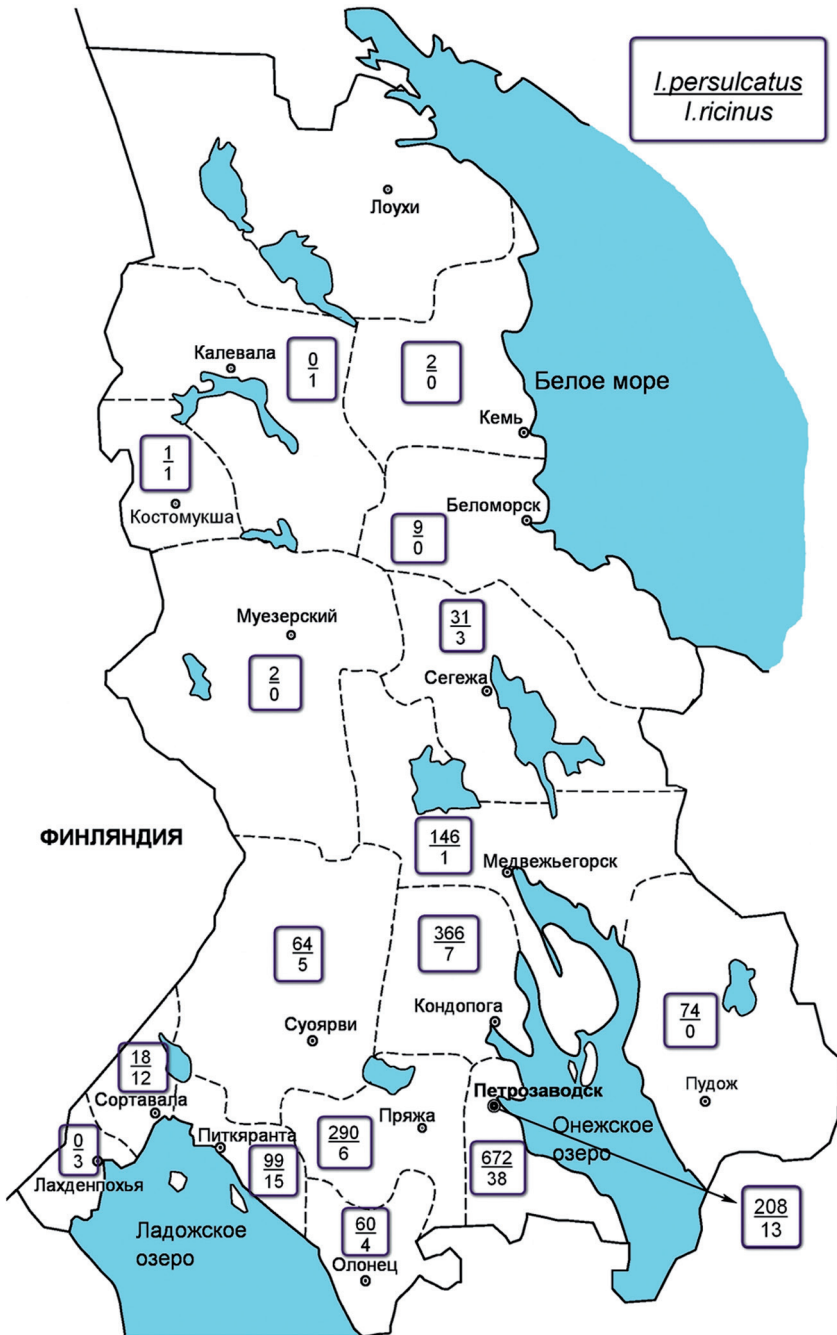 I.persulcatus
I.ricinus
Лоухи
Калевала
0
1
2
0
Белое море
Кемь
1
1
Костомукша
Беломорск
9
0
31
3
Муезерский
2
0
Сегежа
ФИНЛЯНДИЯ
146
1
Медвежьегорск
366
7
64
5
Кондопога
74
0
Суоярви
18
12
Сортавала
Петрозаводск
Пудож
Пряжа
Онежское
озеро
0
3
Лахденпохья
Питкяранта
99
15
290
6
672
38
208
13
60
4
Олонец
Ладожское
озеро